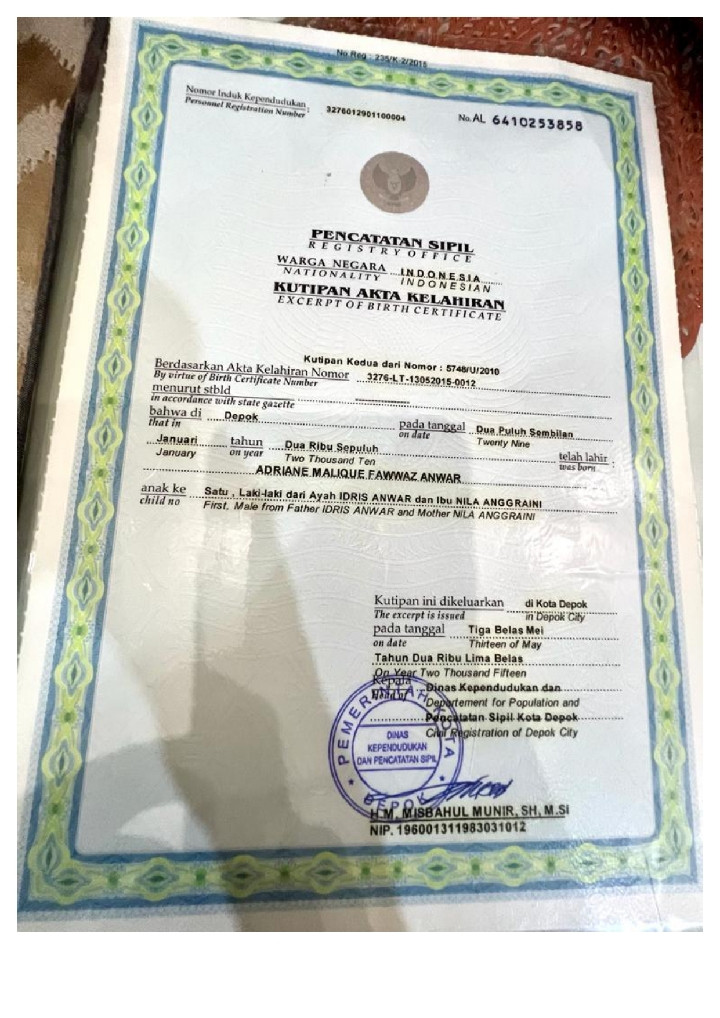 No.Reg : 235/K-2/2015
Nomor Induk Kependudukan : 3276012901100004 No. AL 6410253858
Personnel Registration Number
PENCATATAN SIPIL
REGISTRY OFFICE
WARGA NEGARA INDONESIA
NATIONALITY INDONESIAN
KUTIPAN AKTA KELAHIRAN
EXCERPT OF BIRTH CERTIFICATE
Kutipan Kedua dari Nomor : 5748/U/2010
Berdasarkan Akta Kelahiran Nomor 3276-LT-13052015-0012
By virtue of Birth Certificate Number
menurut stbld
in accordance with state gazette
bahwa di Depok pada tanggal Dua Puluh Sembilan
that in on date Twenty Nine
Januari tahun Dua Ribu Sepuluh telah lahir :
January on year Two Thousand Ten was born
ADRIANE MALIQUE FAWWAZ ANWAR
anak ke Satu , Laki-laki dari Ayah IDRIS ANWAR dan Ibu NILA ANGGRAINI
child no First, Male from Father IDRIS ANWAR and Mother NILA ANGGRAINI
Kutipan ini dikeluarkan di Kota Depok
The excerpt is issued in Depok City
pada tanggal Tiga Belas Mei
on date Thirteen of May
Tahun Dua Ribu Lima Belas
On Year Two Thousand Fifteen
Kepala Dinas Kependudukan dan
Head of Departement for Population and
Pencatatan Sipil Kota Depok
Civil Registration of Depok City
PEMERINTAH KOTA
DINAS
KEPENDUDUKAN
DAN PENCATATAN SIPIL
DEPOK
H.M. MISBAHUL MUNIR, SH, M.SI
NIP. 196001311983031012